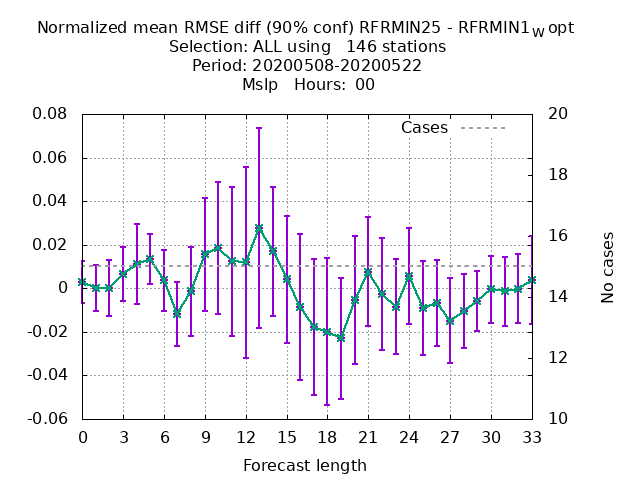 Normalized mean RMSE diff (90% conf) RFRMIN25 - RFRMIN1w opt
Selection: ALL using   146 stations
Period: 20200508-20200522
Mslp   Hours: 00
0.08
0.06
0.04
0.02
0
-0.02
-0.04
-0.06
Cases
20
18
16
14
12
10
No cases
0 3 6 9 12 15 18 21 24 27 30 33
Forecast length